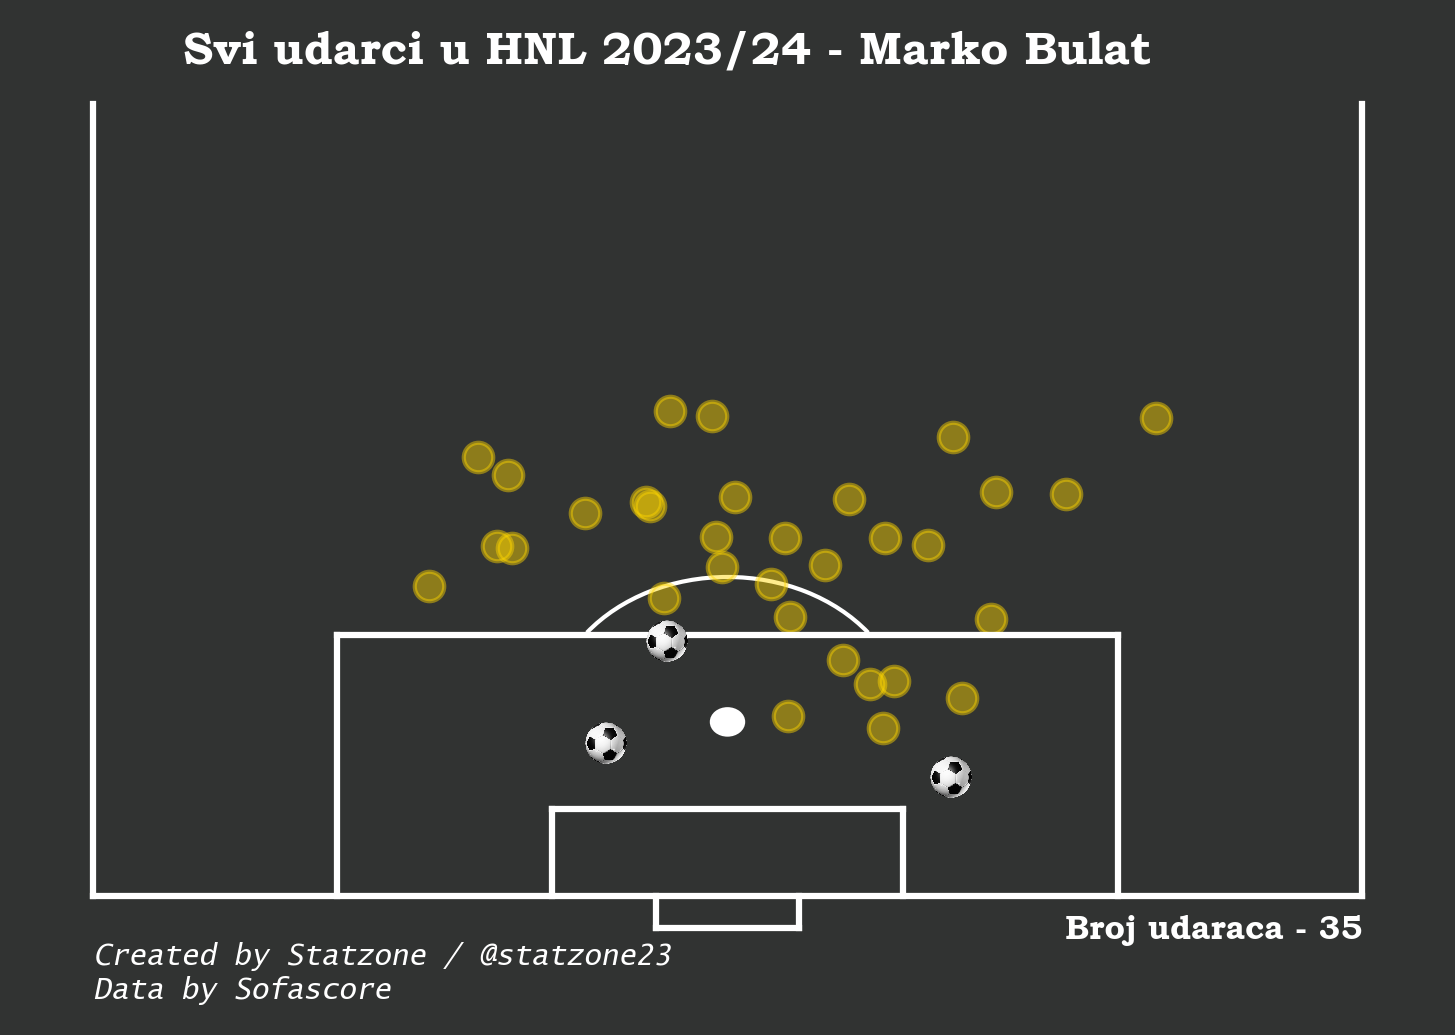 Svi udarci u HNL 2023/24 - Marko Bulat
Broj udaraca - 35
Created by Statzone / @statzone23
Data by Sofascore